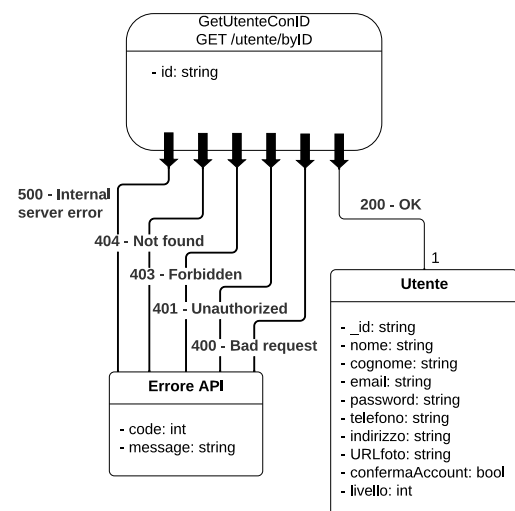 GetUtenteConID
GET /utente/byID
- id: string
500 - Internal
server error
404 - Not found
403 - Forbidden
401 - Unauthorized
400 - Bad request
200 - OK
1
Errore API
- code: int
- message: string
Utente
- _id: string
- nome: string
- cognome: string
- email: string
- password: string
- telefono: string
- indirizzo: string
- URLfoto: string
- confermaAccount: bool
- livello: int